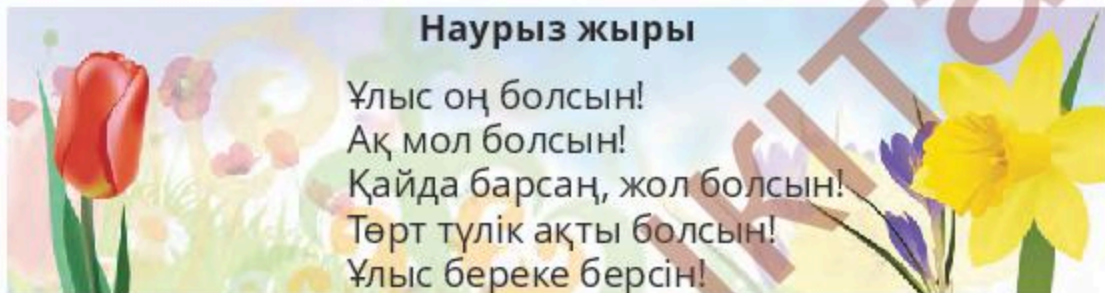 Наурыз жыры
Ұлыс оң болсын!
Ақ мол болсын!
Қайда барсаң, жол болсын!
Төрт түлік ақты болсын!
Ұлыс береке берсін!